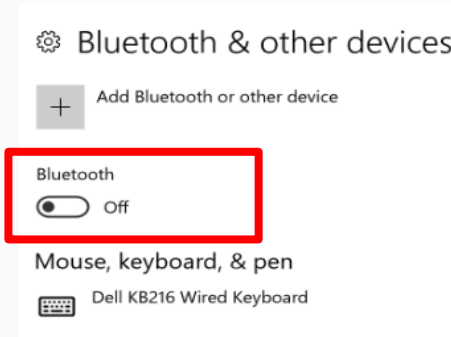 Bluetooth & other devices
Add Bluetooth or other device
Bluetooth
Off
Mouse, keyboard, & pen
Dell KB216 Wired Keyboard